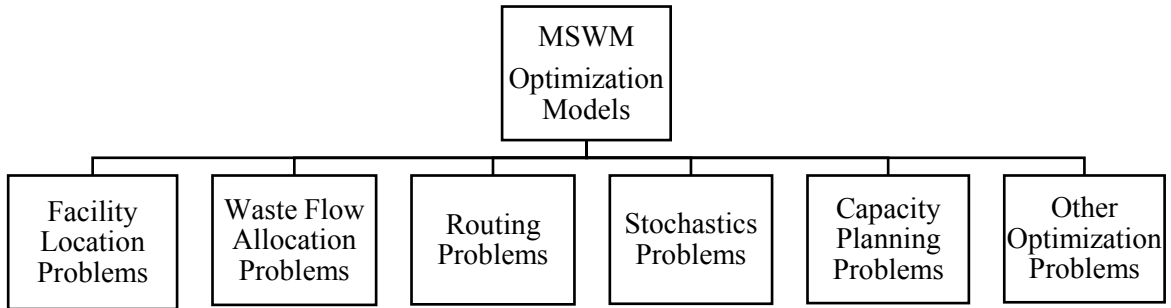 MSWM
Optimization
Models
Facility
Location
Problems
Waste Flow
Allocation
Problems
Routing
Problems
Stochastics
Problems
Capacity
Planning
Problems
Other
Optimization
Problems